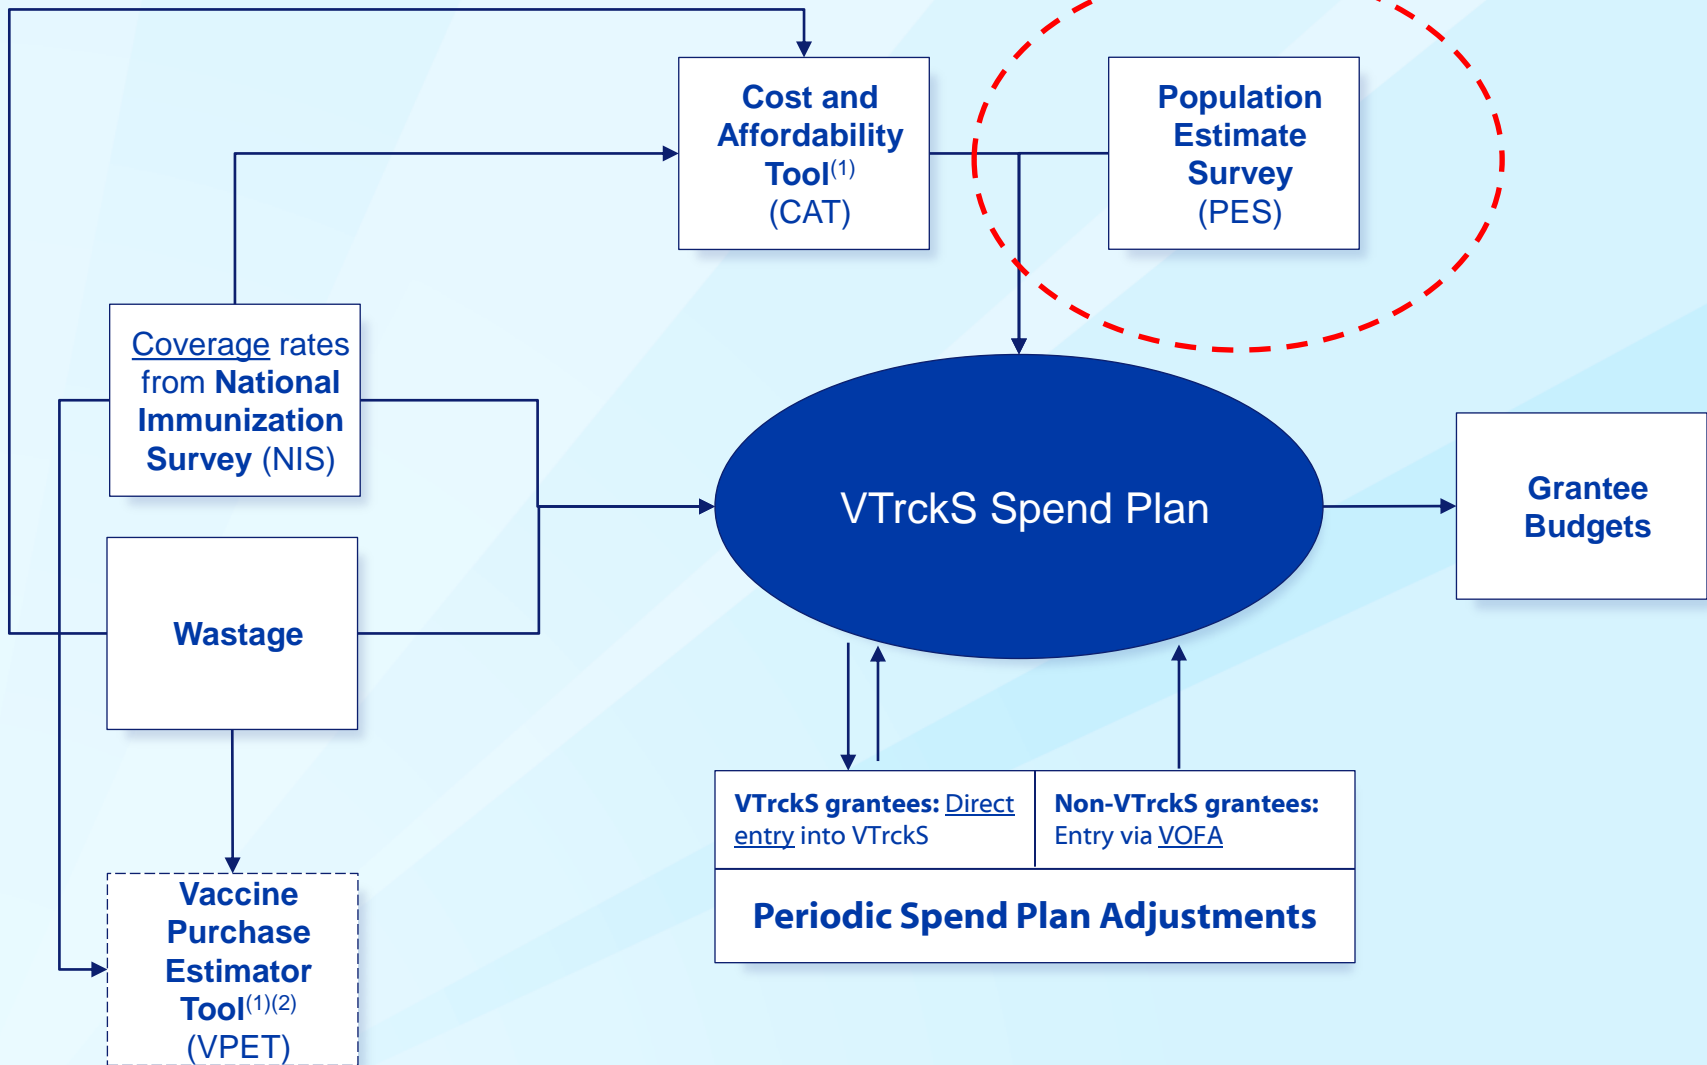 Cost and
Affordability
Tool(1)
(CAT)
Population
Estimate
Survey
(PES)
Coverage rates
from National
Immunization
Survey (NIS)
Wastage
VTrckS Spend Plan
Grantee
Budgets
VTrckS grantees: Direct
entry into VTrckS
Non-VTrckS grantees:
Entry via VOFA
Periodic Spend Plan Adjustments
Vaccine
Purchase
Estimator
Tool(1)(2)
(VPET)